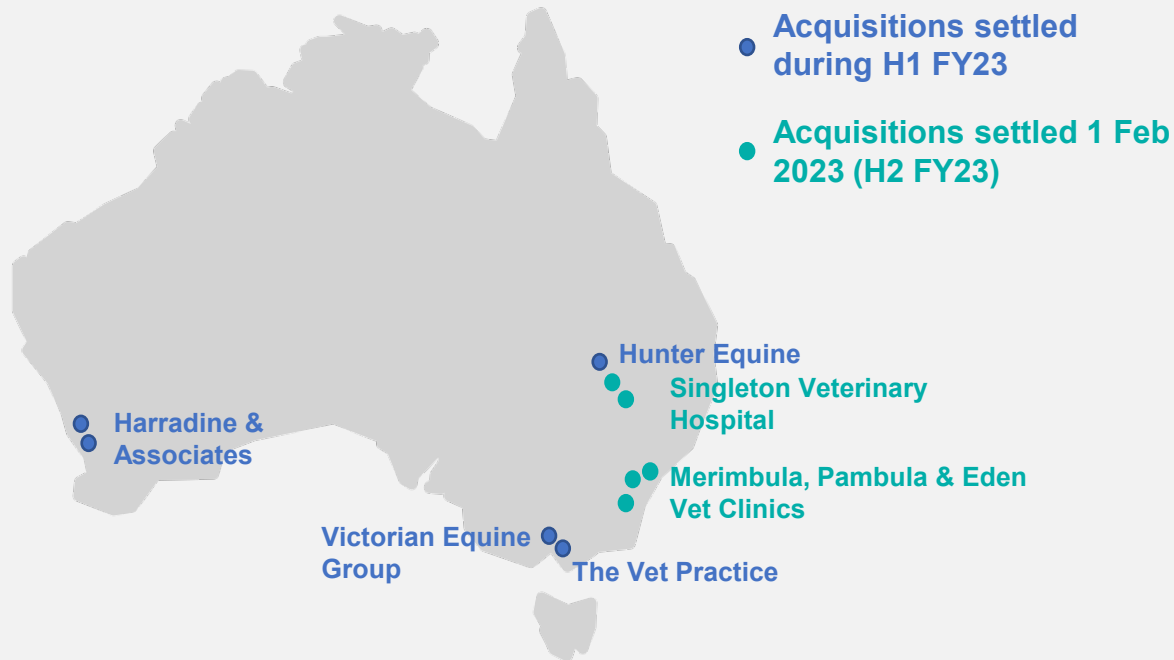 Acquisitions settled
during H1 FY23
Acquisitions settled 1 Feb
2023 (H2 FY23)
Hunter Equine
Singleton Veterinary
Hospital
Harradine &
Associates
Merimbula, Pambula & Eden
Vet Clinics
Victorian Equine
Group
The Vet Practice